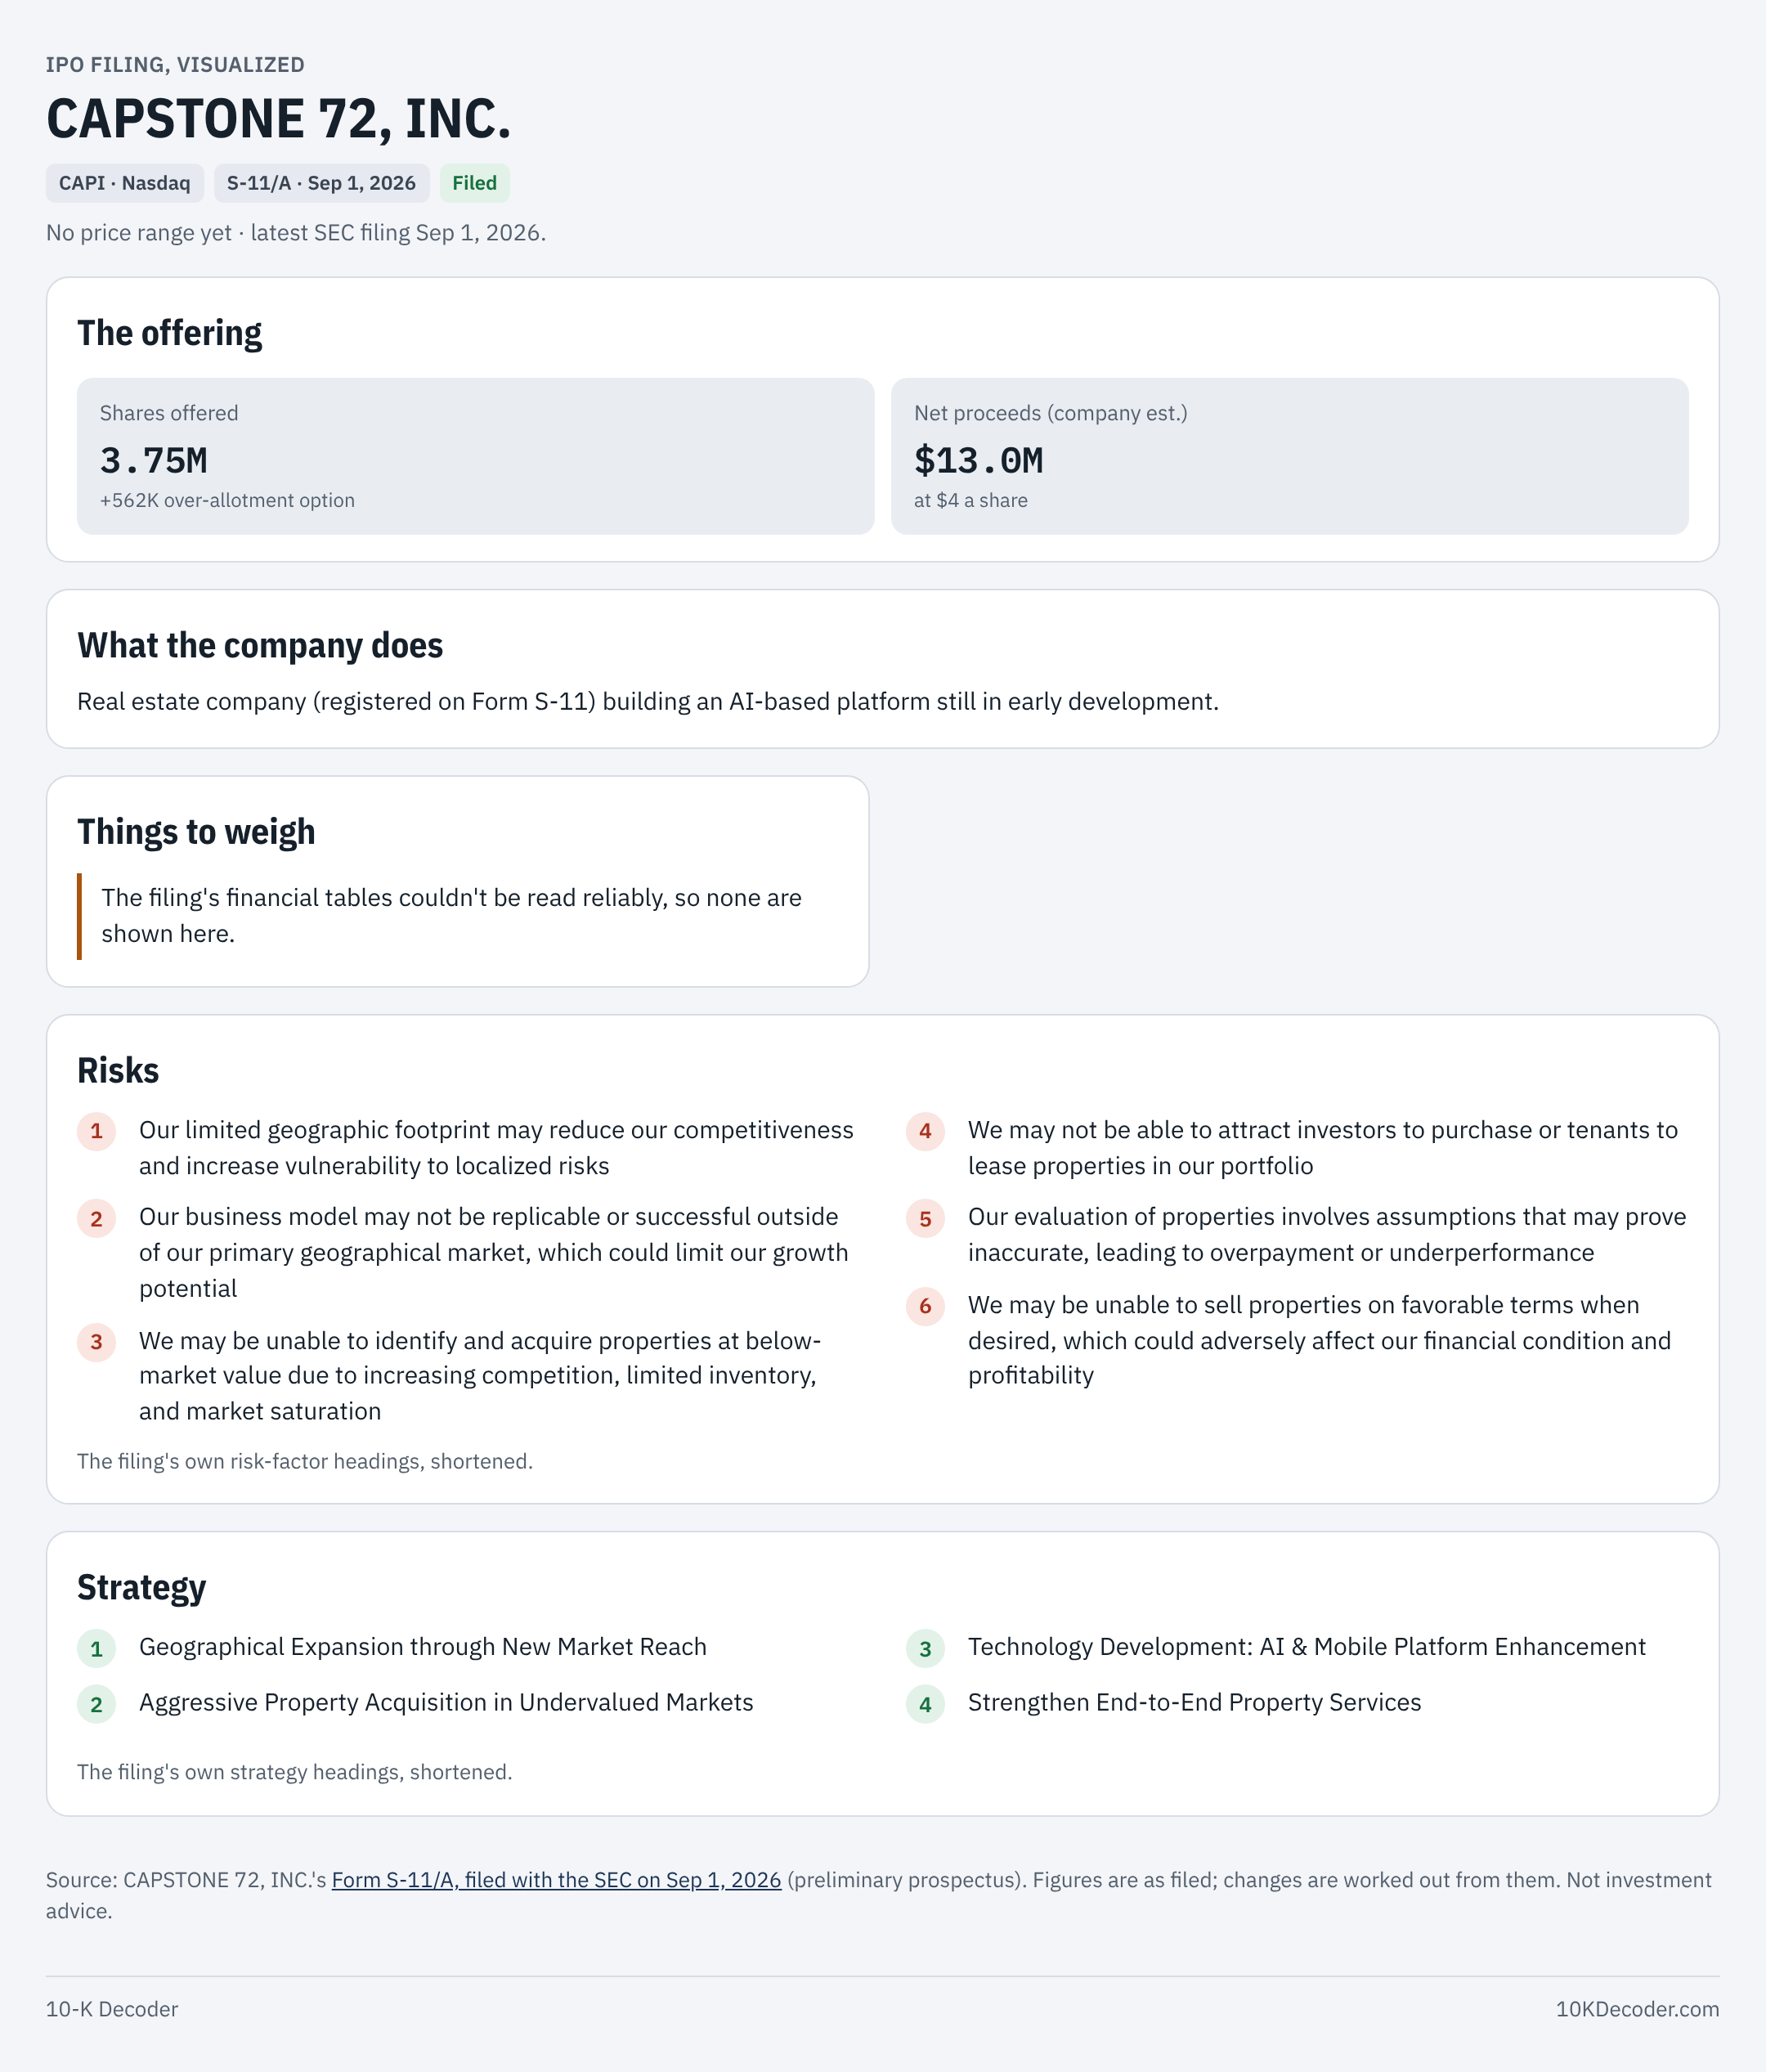 IPO FILING, VISUALIZED
CAPSTONE 72, INC.
CAPI · Nasdaq
S-11/A · Sep 1, 2026
Filed
No price range yet · latest SEC filing Sep 1, 2026.
The offering
Shares offered
3.75M
+562K over-allotment option
Net proceeds (company est.)
$13.0M
at $4 a share
What the company does
Real estate company (registered on Form S-11) building an AI-based platform still in early development.
Things to weigh
The filing's financial tables couldn't be read reliably, so none are
shown here.
Risks
1
Our limited geographic footprint may reduce our competitiveness
and increase vulnerability to localized risks
2
Our business model may not be replicable or successful outside
of our primary geographical market, which could limit our growth
potential
3
We may be unable to identify and acquire properties at below-
market value due to increasing competition, limited inventory,
and market saturation
4
We may not be able to attract investors to purchase or tenants to
lease properties in our portfolio
5
Our evaluation of properties involves assumptions that may prove
inaccurate, leading to overpayment or underperformance
6
We may be unable to sell properties on favorable terms when
desired, which could adversely affect our financial condition and
profitability
The filing's own risk-factor headings, shortened.
Strategy
1
Geographical Expansion through New Market Reach
2
Aggressive Property Acquisition in Undervalued Markets
3
Technology Development: AI & Mobile Platform Enhancement
4
Strengthen End-to-End Property Services
The filing's own strategy headings, shortened.
Source: CAPSTONE 72, INC.'s Form S-11/A, filed with the SEC on Sep 1, 2026 (preliminary prospectus). Figures are as filed; changes are worked out from them. Not investment
advice.
10-K Decoder
10KDecoder.com